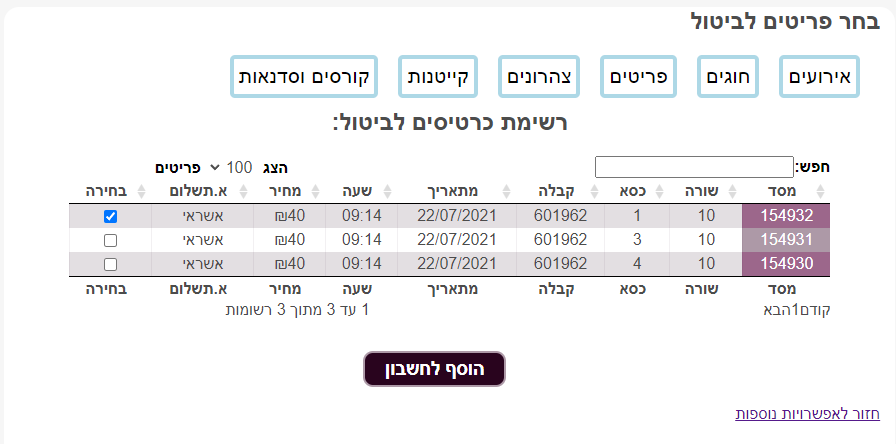 בחר פריטים לביטול
אירועים חוגים פריטים צהרונים קייטנות קורסים וסדנאות
רשימת כרטיסים לביטול:
חפש: הצג 100 פריטים
מסד שורה כסא קבלה מתאריך שעה מחיר א.תשלום בחירה
154932 10 1 601962 22/07/2021 09:14 ₪40 אשראי
154931 10 3 601962 22/07/2021 09:14 ₪40 אשראי
154930 10 4 601962 22/07/2021 09:14 ₪40 אשראי
מסד שורה כסא קבלה מתאריך שעה מחיר א.תשלום בחירה
קודם1הבא 1 עד 3 מתוך 3 רשומות
הוסף לחשבון
חזור לאפשרויות נוספות